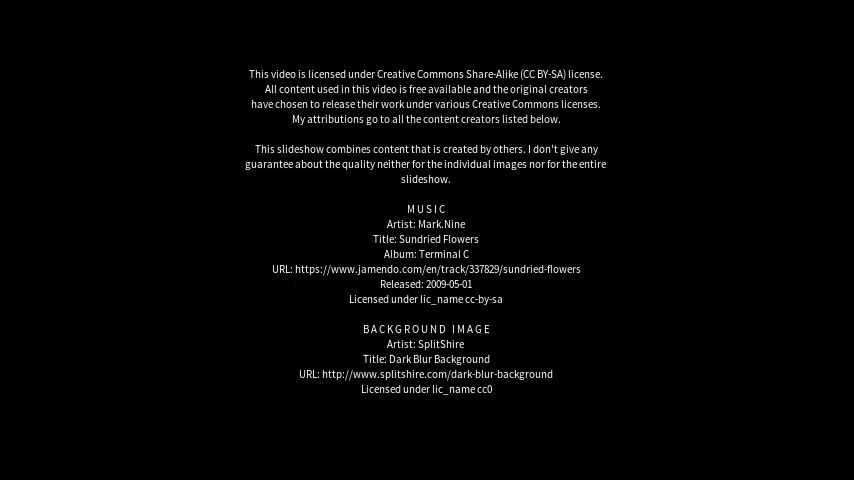 This video is licensed under Creative Commons Share-Alike (CC BY-SA) license.
All content used in this video is free available and the original creators
have chosen to release their work under various Creative Commons licenses.
My attributions go to all the content creators listed below.
This slideshow combines content that is created by others. I don't give any
guarantee about the quality neither for the individual images nor for the entire
slideshow.
MUSIC
Artist: Mark.Nine
Title: Sundried Flowers
Album: Terminal C
URL: https://www.jamendo.com/en/track/337829/sundried-flowers
Released: 2009-05-01
Licensed under lic_name cc-by-sa
BACKGROUND IMAGE
Artist: SplitShire
Title: Dark Blur Background
URL: http://www.splitshire.com/dark-blur-background
Licensed under lic_name cc0